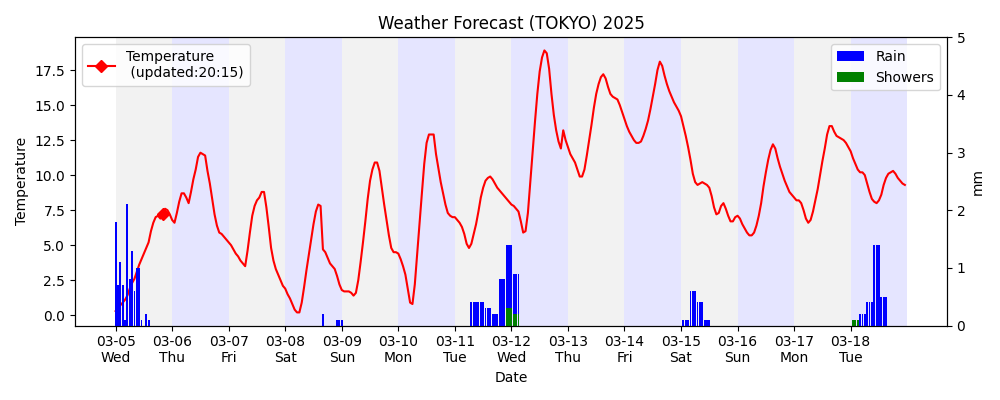 Weather Forecast (TOKYO) 2025
Temperature
(updated:20:15)
Rain
Showers
17.5
15.0
12.5
10.0
7.5
5.0
2.5
0.0
Temperature
5
4
3
2
1
0
mm
03-05 03-06 03-07 03-08 03-09 03-10 03-11 03-12 03-13 03-14 03-15 03-16 03-17 03-18
Wed Thu Fri Sat Sun Mon Tue Wed Thu Fri Sat Sun Mon Tue
Date